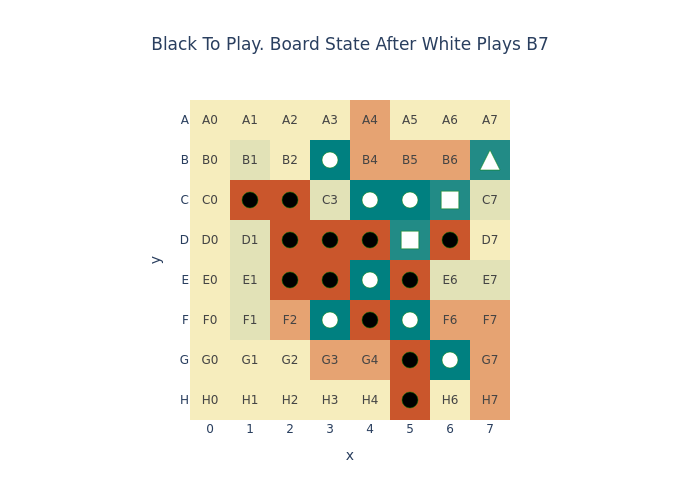 Black To Play. Board State After White Plays B7
A A0 A1 A2 A3 A4 A5 A6 A7
B B0 B1 B2 B4 B5 B6
C C0 C3 C7
D D0 D1 D7
E E0 E1 E6 E7
F F0 F1 F2 F6 F7
G G0 G1 G2 G3 G4 G7
H H0 H1 H2 H3 H4 H6 H7
0 1 2 3 4 5 6 7
x
y